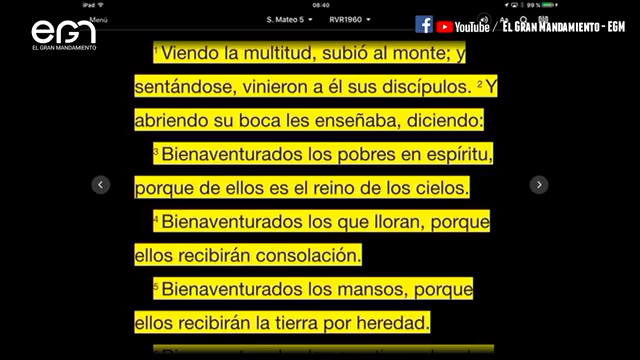 iPad
08:40
99 %
Menú
S. Mateo 5
RVR1960
YouTube / El Gran Mandamiento - EGM
EGM
EL GRAN MANDAMIENTO
1 Viendo la multitud, subió al monte; y
sentándose, vinieron a él sus discípulos. 2 Y
abriendo su boca les enseñaba, diciendo:
3 Bienaventurados los pobres en espíritu,
porque de ellos es el reino de los cielos.
4 Bienaventurados los que lloran, porque
ellos recibirán consolación.
5 Bienaventurados los mansos, porque
ellos recibirán la tierra por heredad.